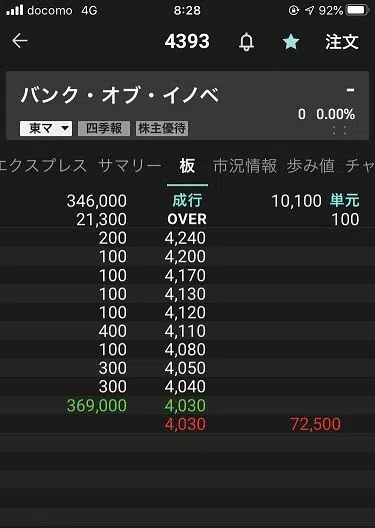 docomo 4G 8:28 92%
← 4393 注文
バンク・オブ・イノベ -
0 0.00%
東マ ▼ 四季報 株主優待 : :
エクスプレス サマリー 板 市況情報 歩み値 チャ
346,000 成行 10,100 単元
21,300 OVER 100
200 4,240
100 4,200
100 4,170
100 4,130
100 4,120
400 4,110
100 4,080
300 4,050
300 4,040
369,000 4,030
4,030 72,500